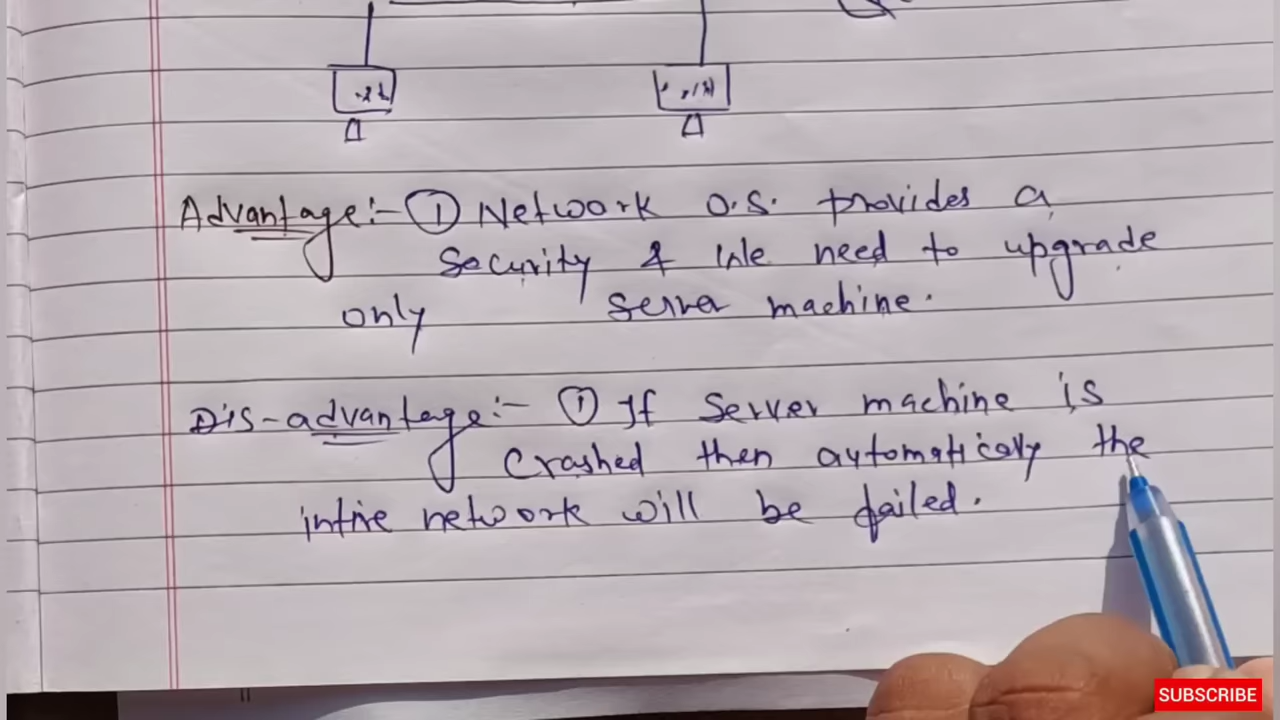 Advantage:- ① Network O.S. provides a
security & We need to upgrade
only server machine.
Dis-advantage:- ① If Server machine is
Crashed then automaticaly the
intire network will be failed.
SUBSCRIBE